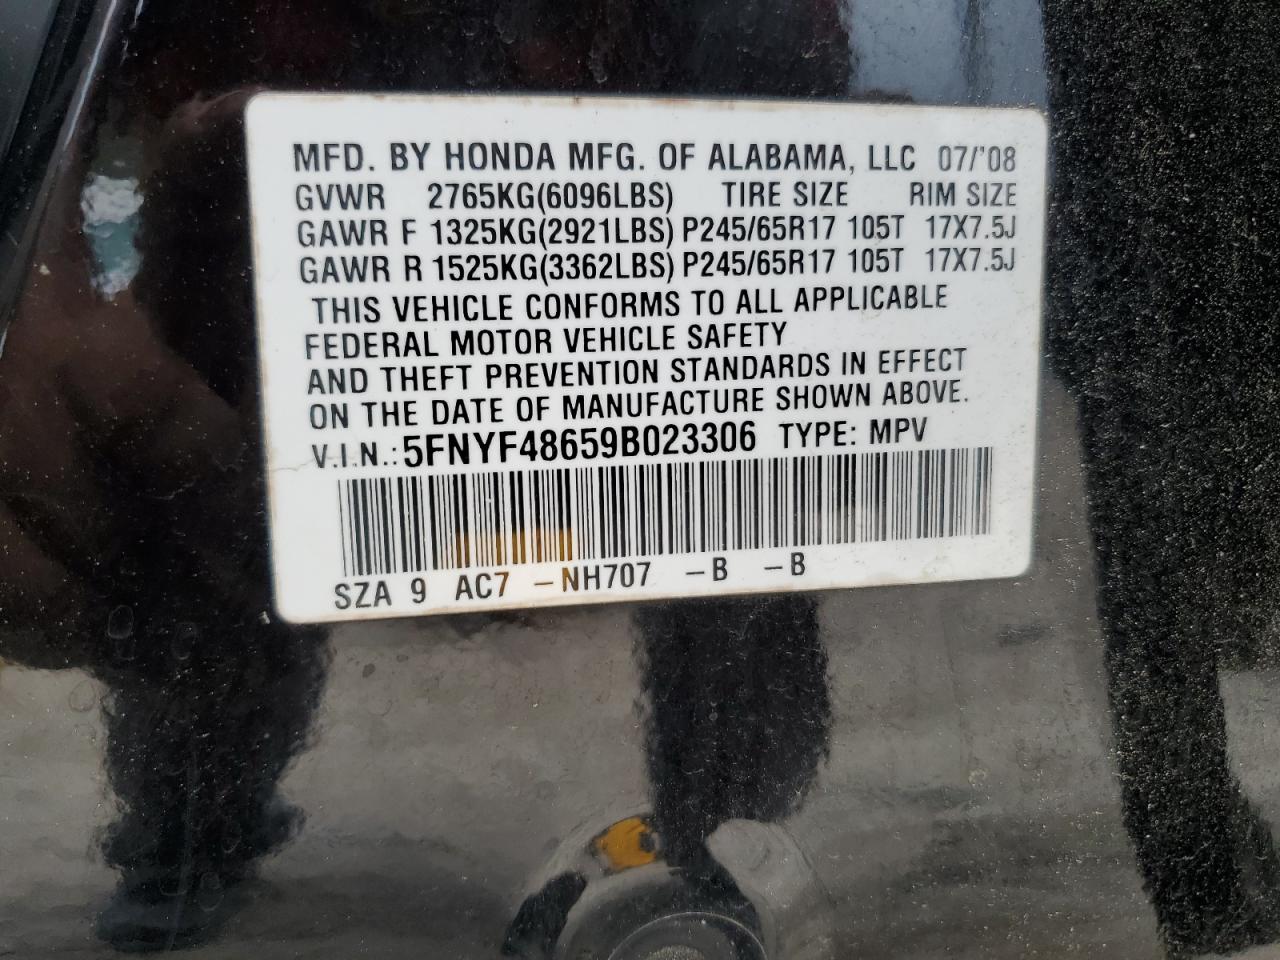 MFD. BY HONDA MFG. OF ALABAMA, LLC 07/'08
GVWR 2765KG(6096LBS) TIRE SIZE RIM SIZE
GAWR F 1325KG(2921LBS) P245/65R17 105T 17X7.5J
GAWR R 1525KG(3362LBS) P245/65R17 105T 17X7.5J
THIS VEHICLE CONFORMS TO ALL APPLICABLE
FEDERAL MOTOR VEHICLE SAFETY
AND THEFT PREVENTION STANDARDS IN EFFECT
ON THE DATE OF MANUFACTURE SHOWN ABOVE.
V.I.N.: 5FNYF48659B023306 TYPE: MPV
SZA 9 AC7 -NH707 -B -B